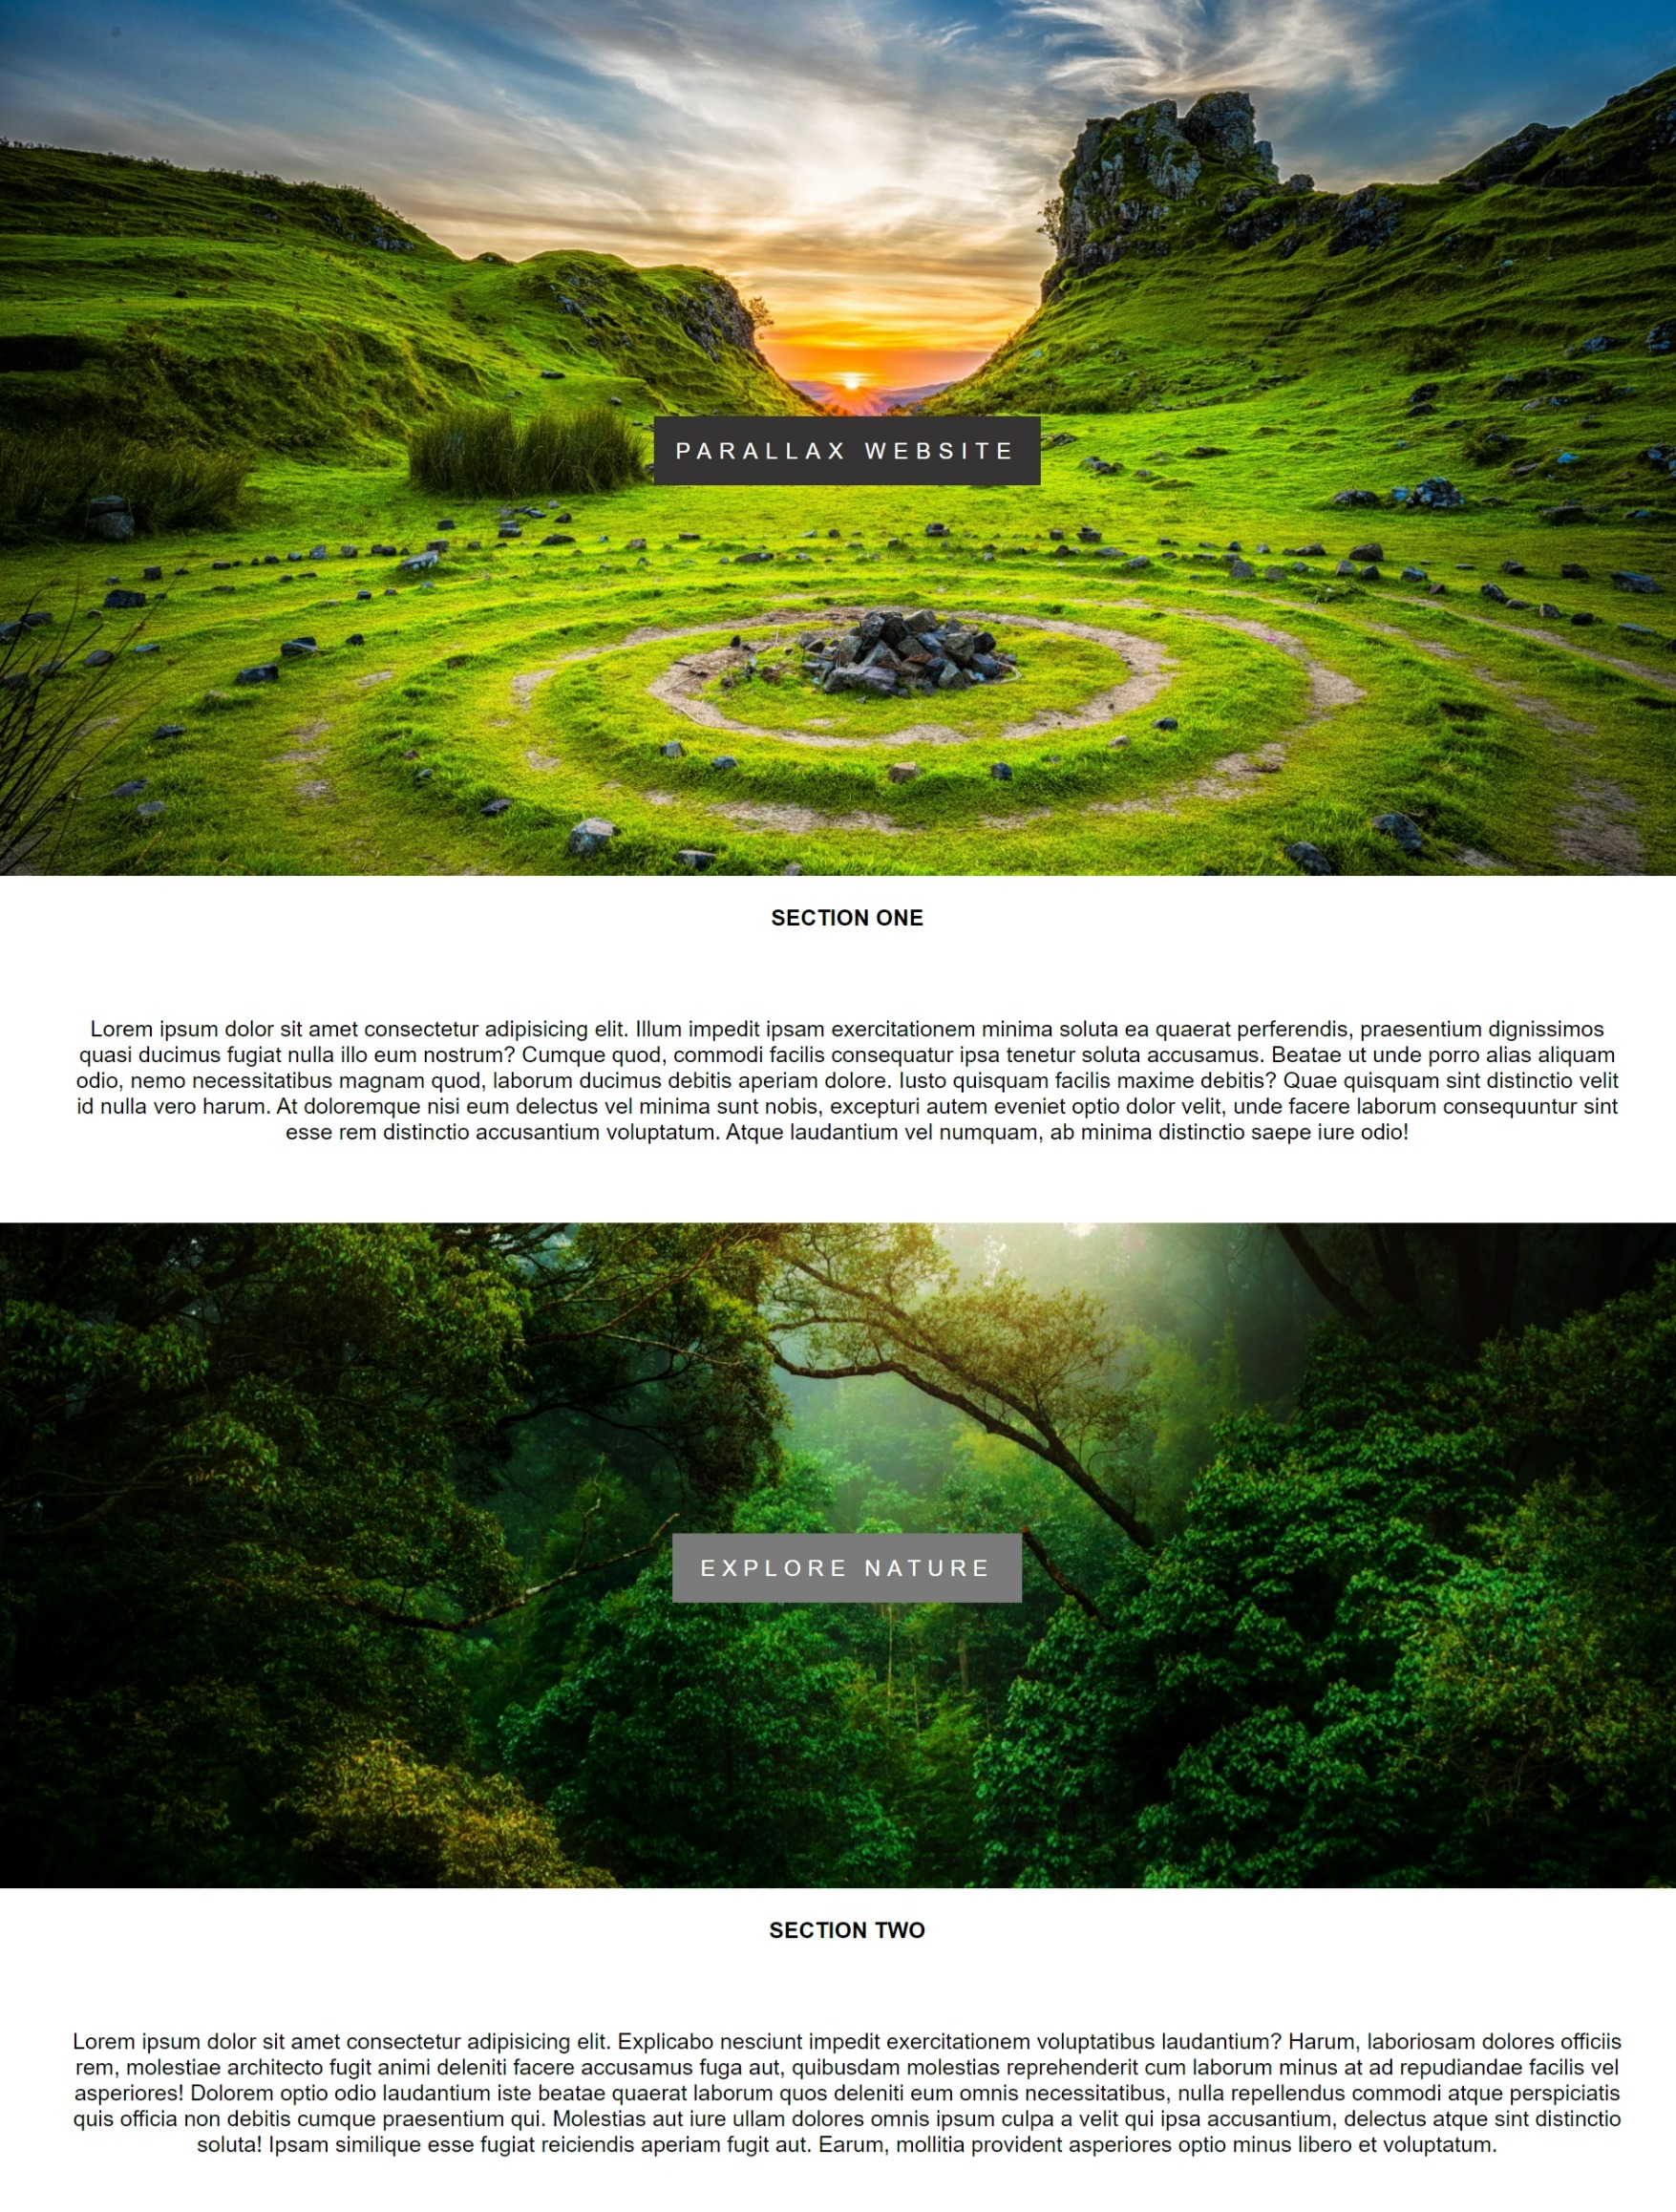 PARALLAX WEBSITE
SECTION ONE
Lorem ipsum dolor sit amet consectetur adipisicing elit. Illum impedit ipsam exercitationem minima soluta ea quaerat perferendis, praesentium dignissimos
quasi ducimus fugiat nulla illo eum nostrum? Cumque quod, commodi facilis consequatur ipsa tenetur soluta accusamus. Beatae ut unde porro alias aliquam
odio, nemo necessitatibus magnam quod, laborum ducimus debitis aperiam dolore. Iusto quisquam facilis maxime debitis? Quae quisquam sint distinctio velit
id nulla vero harum. At doloremque nisi eum delectus vel minima sunt nobis, excepturi autem eveniet optio dolor velit, unde facere laborum consequuntur sint
esse rem distinctio accusantium voluptatum. Atque laudantium vel numquam, ab minima distinctio saepe iure odio!
EXPLORE NATURE
SECTION TWO
Lorem ipsum dolor sit amet consectetur adipisicing elit. Explicabo nesciunt impedit exercitationem voluptatibus laudantium? Harum, laboriosam dolores officiis
rem, molestiae architecto fugit animi deleniti facere accusamus fuga aut, quibusdam molestias reprehenderit cum laborum minus at ad repudiandae facilis vel
asperiores! Dolorem optio odio laudantium iste beatae quaerat laborum quos deleniti eum omnis necessitatibus, nulla repellendus commodi atque perspiciatis
quis officia non debitis cumque praesentium qui. Molestias aut iure ullam dolores omnis ipsum culpa a velit qui ipsa accusantium, delectus atque sint distinctio
soluta! Ipsam similique esse fugiat reiciendis aperiam fugit aut. Earum, mollitia provident asperiores optio minus libero et voluptatum.